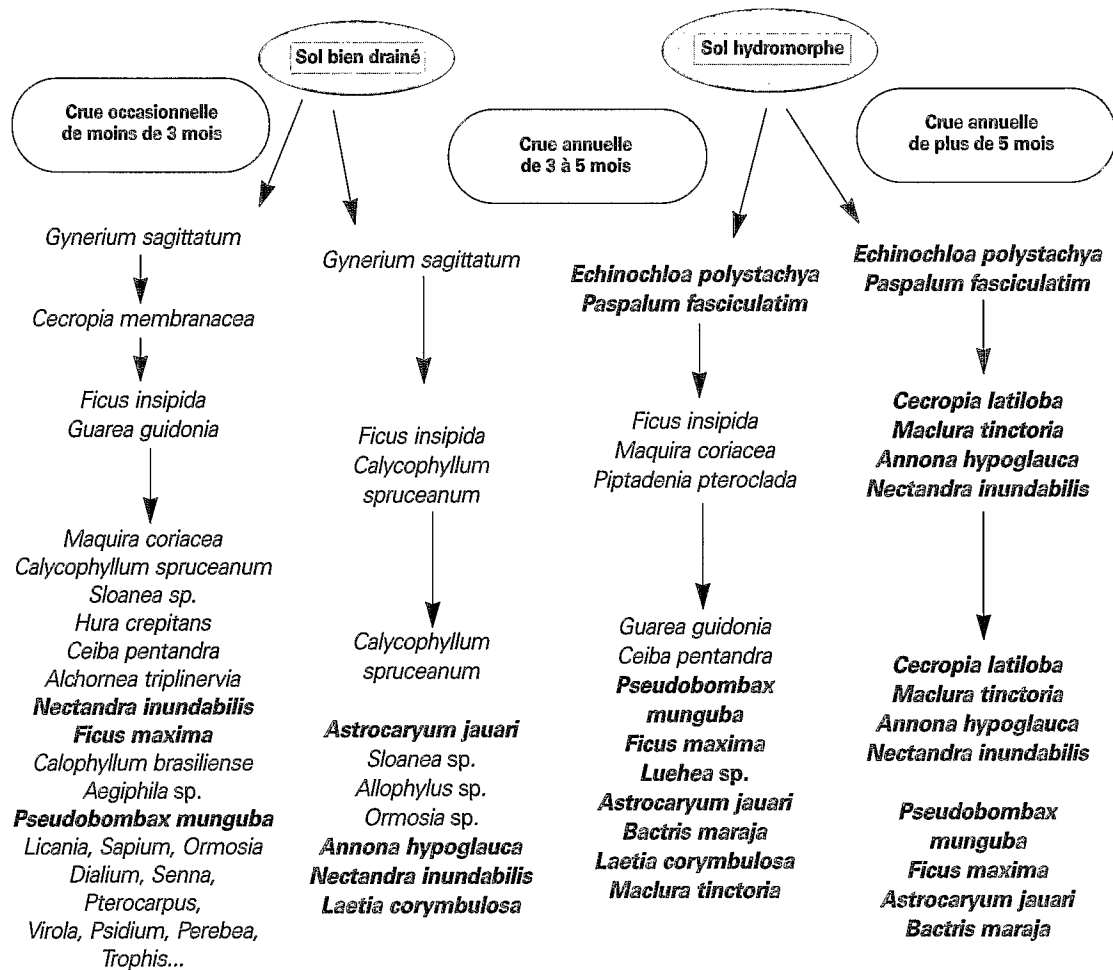 Sol bien drainé
Sol hydromorphe
Crue occasionnelle
de moins de 3 mois
Crue annuelle
de 3 à 5 mois
Crue annuelle
de plus de 5 mois
Gynerium sagittatum
Cecropia membranacea
Ficus insipida
Guarea guidonia
Maquira coriacea
Calycophyllum spruceanum
Sloanea sp.
Hura crepitans
Ceiba pentandra
Alchornea triplinervia
Nectandra inundabilis
Ficus maxima
Calophyllum brasiliense
Aegiphila sp.
Pseudobombax munguba
Licania, Sapium, Ormosia
Dialium, Senna,
Pterocarpus,
Virola, Psidium, Perebea,
Trophis...
Gynerium sagittatum
Ficus insipida
Calycophyllum
spruceanum
Calycophyllum
spruceanum
Astrocaryum jauari
Sloanea sp.
Allophylus sp.
Ormosia sp.
Annona hypoglauca
Nectandra inundabilis
Laetia corymbulosa
Echinochloa polystachya
Paspalum fasciculatim
Ficus insipida
Maquira coriacea
Piptadenia pteroclada
Guarea guidonia
Ceiba pentandra
Pseudobombax
munguba
Ficus maxima
Luehea sp.
Astrocaryum jauari
Bactris maraja
Laetia corymbulosa
Maclura tinctoria
Echinochloa polystachya
Paspalum fasciculatim
Cecropia latiloba
Maclura tinctoria
Annona hypoglauca
Nectandra inundabilis
Cecropia latiloba
Maclura tinctoria
Annona hypoglauca
Nectandra inundabilis
Pseudobombax
munguba
Ficus maxima
Astrocaryum jauari
Bactris maraja